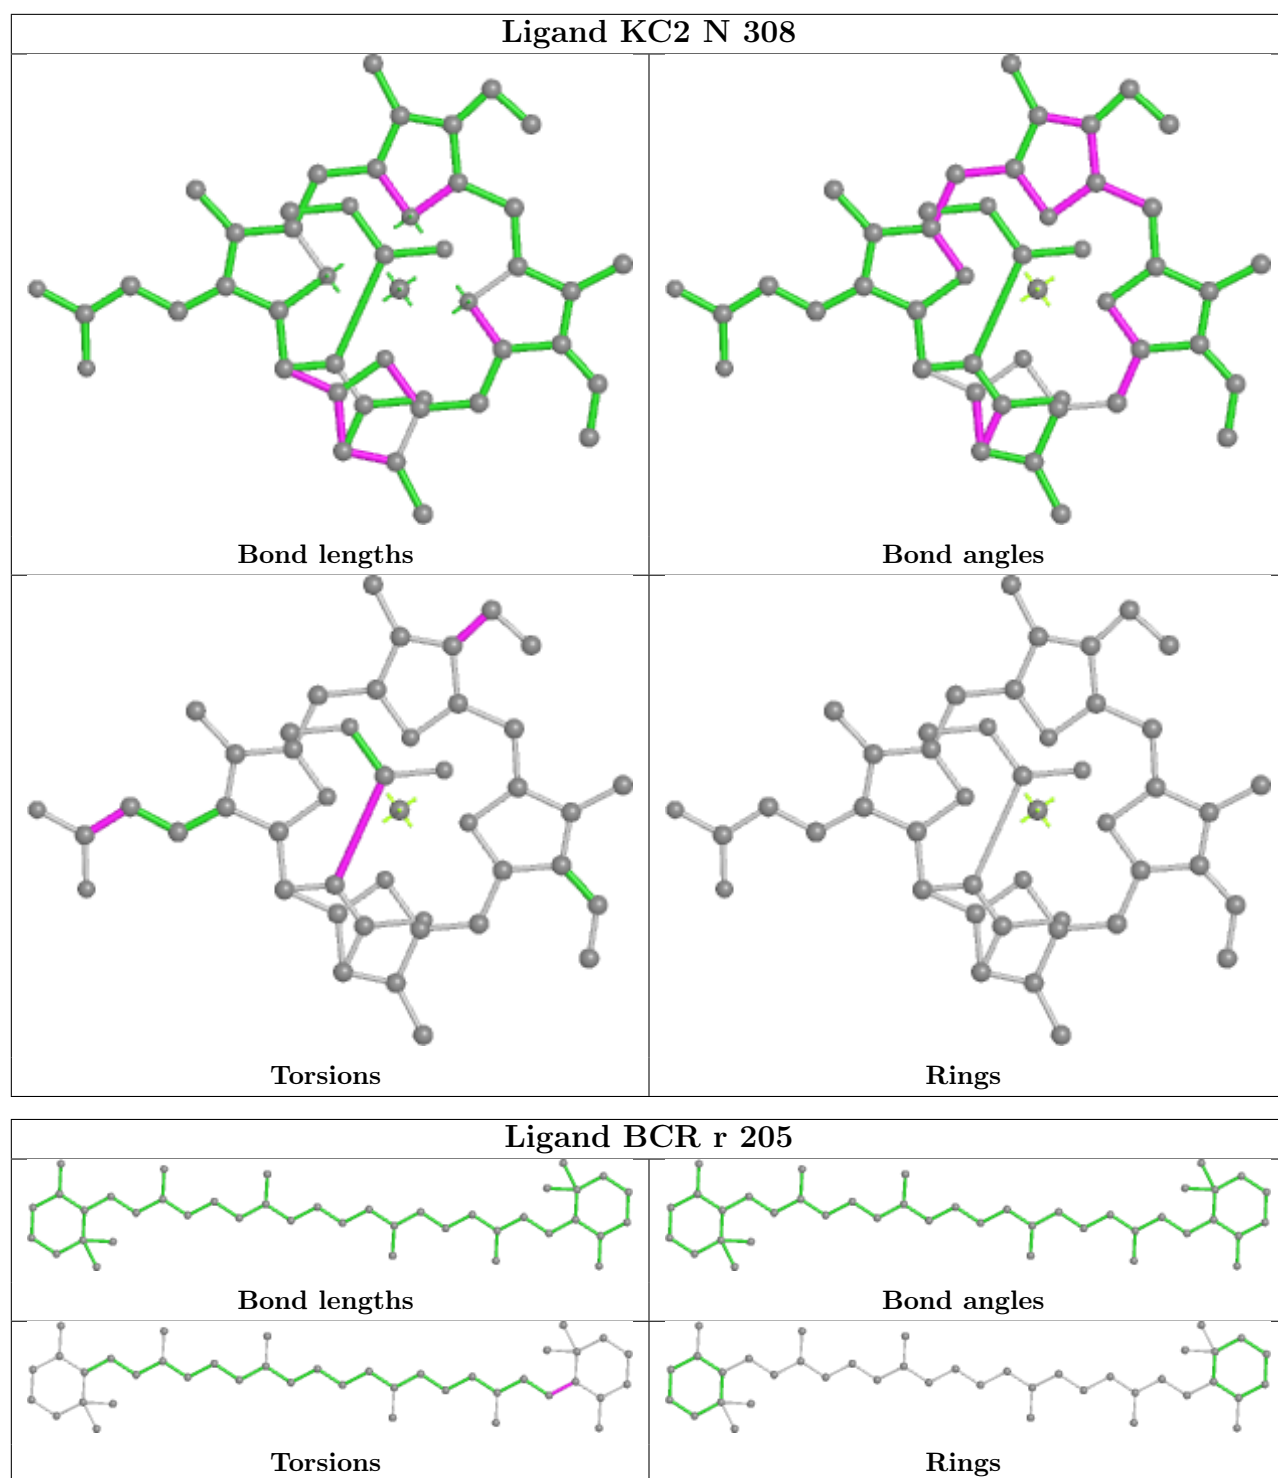 Ligand KC2 N 308
Bond lengths
Bond angles
Torsions
Rings
Ligand BCR r 205
Bond lengths
Bond angles
Torsions
Rings